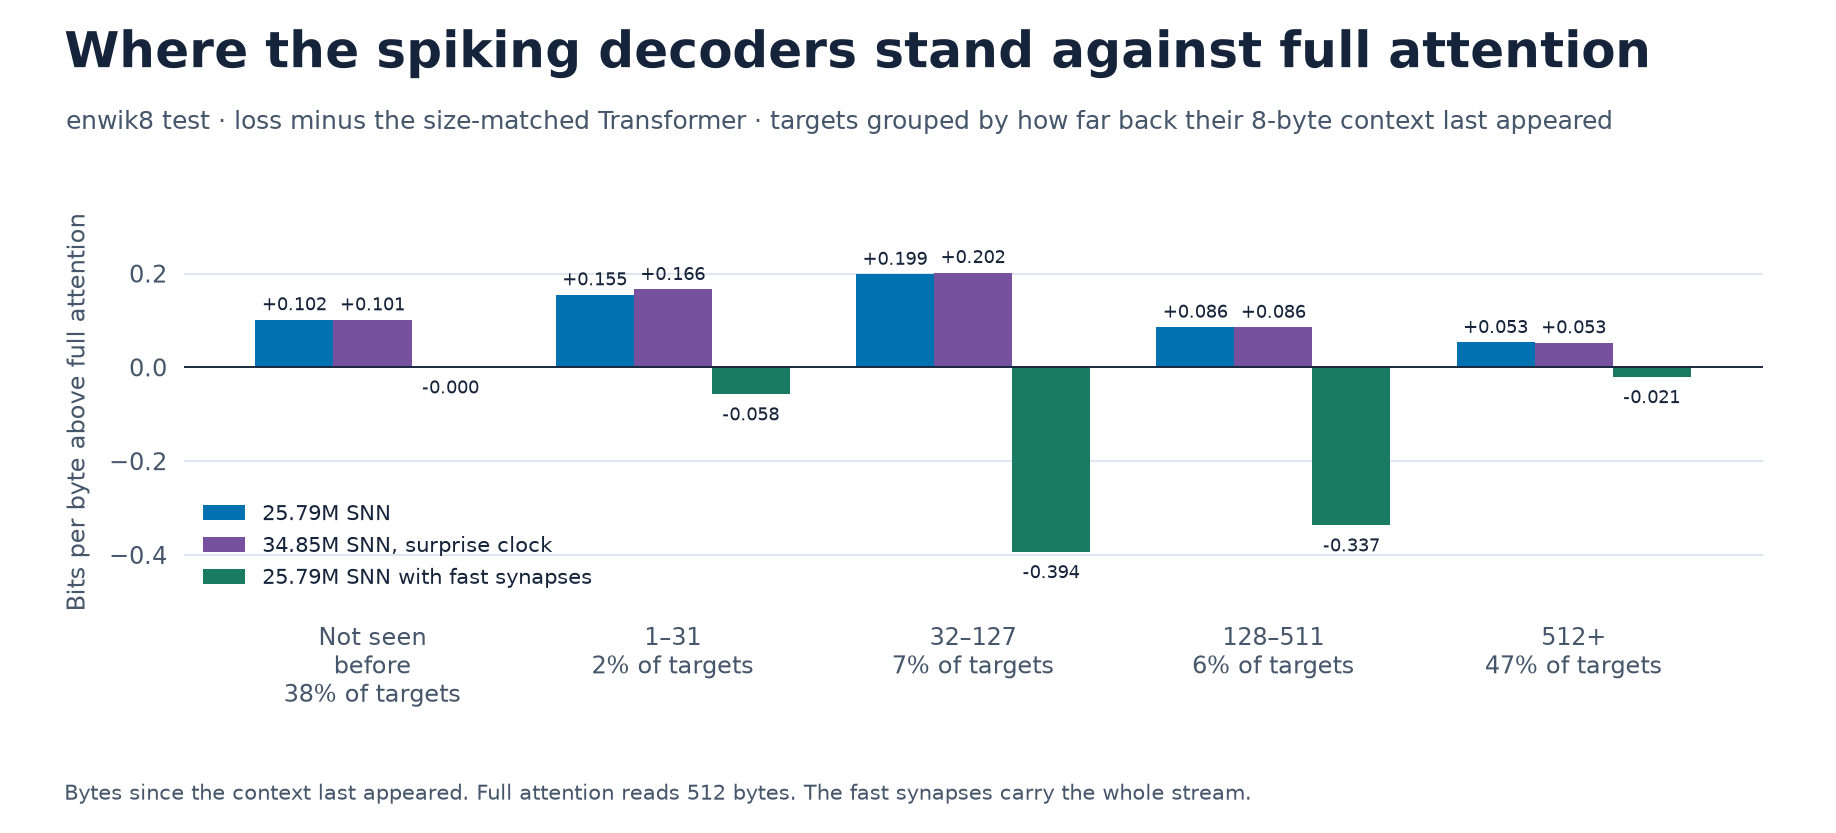 Where the spiking decoders stand against full attention
enwik8 test · loss minus the size-matched Transformer · targets grouped by how far back their 8-byte context last appeared
Bits per byte above full attention
0.2
0.0
−0.2
−0.4
+0.102
+0.101
-0.000
+0.155
+0.166
-0.058
+0.199
+0.202
-0.394
+0.086
+0.086
-0.337
+0.053
+0.053
-0.021
25.79M SNN
34.85M SNN, surprise clock
25.79M SNN with fast synapses
Not seen
before
38% of targets
1–31
2% of targets
32–127
7% of targets
128–511
6% of targets
512+
47% of targets
Bytes since the context last appeared. Full attention reads 512 bytes. The fast synapses carry the whole stream.